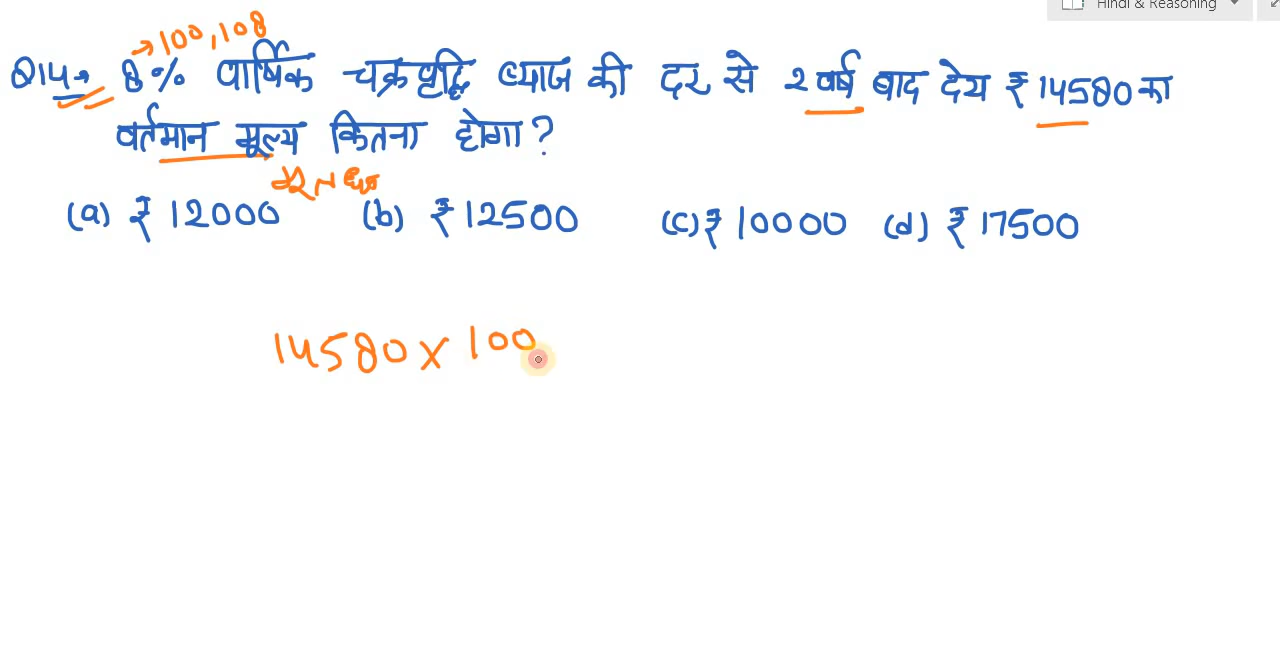 Hindi & Reasoning
→100,108
Q14→ 8% वार्षिक चक्रवृद्धि ब्याज की दर से 2 वर्ष बाद देय ₹14580 का
वर्तमान मूल्य कितना होगा?
मूलधन
(a) ₹12000 (b) ₹12500 (c) ₹10000 (d) ₹17500
14580 × 100